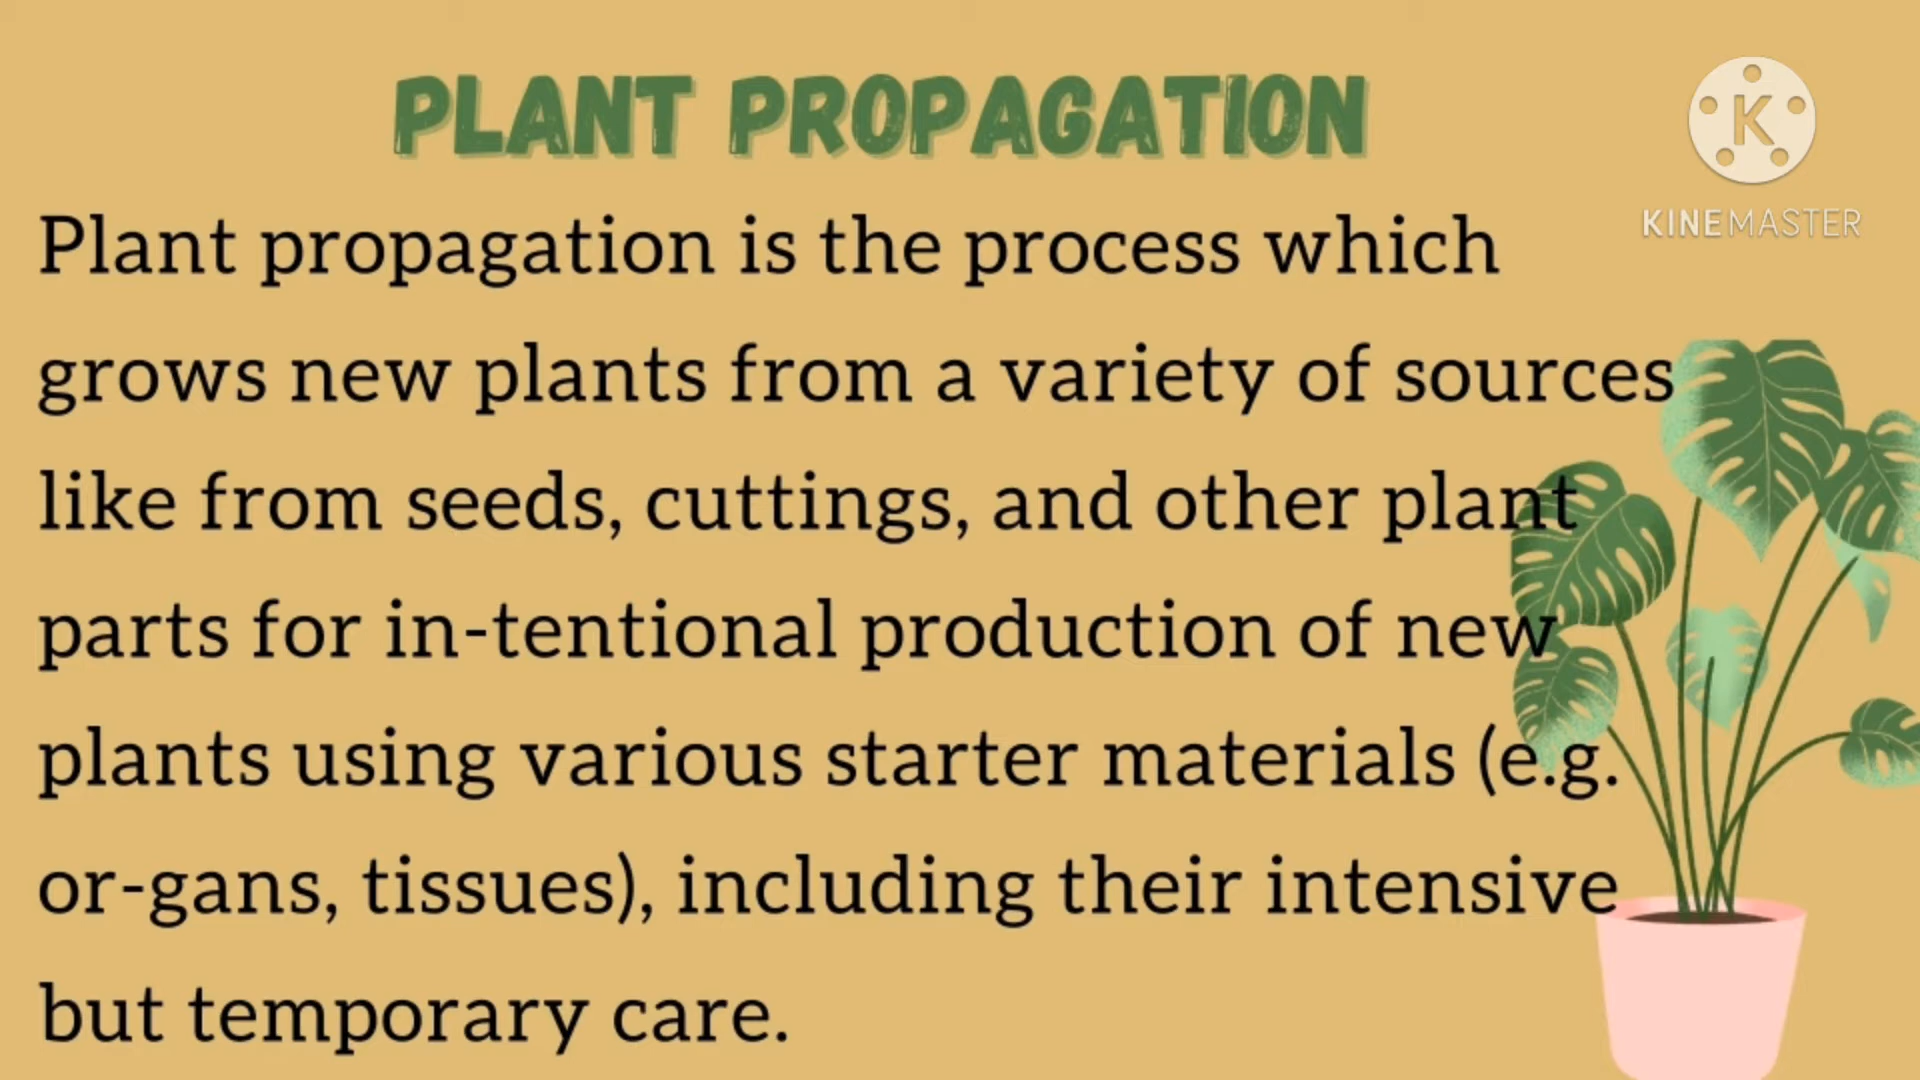 PLANT PROPAGATION
K
KINEMASTER
Plant propagation is the process which
grows new plants from a variety of sources
like from seeds, cuttings, and other plant
parts for in-tentional production of new
plants using various starter materials (e.g.
or-gans, tissues), including their intensive
but temporary care.